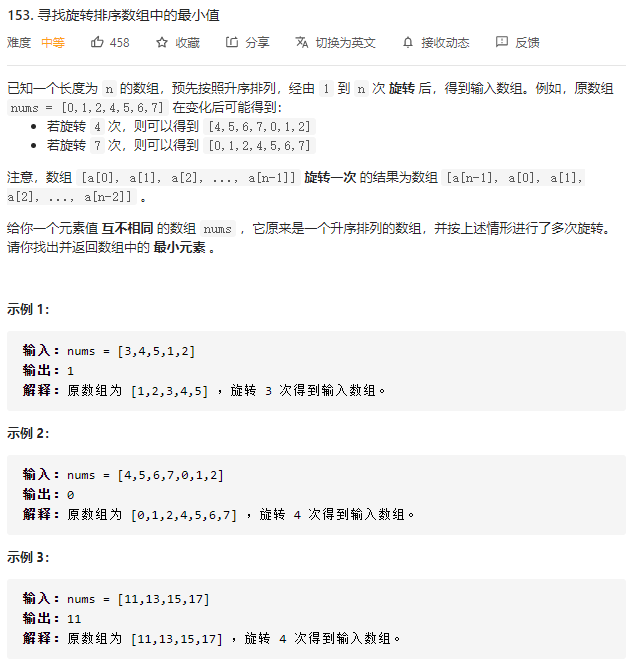 153. 寻找旋转排序数组中的最小值
难度 中等 458 收藏 分享 切换为英文 接收动态 反馈
已知一个长度为 n 的数组，预先按照升序排列，经由 1 到 n 次 旋转 后，得到输入数组。例如，原数组
nums = [0,1,2,4,5,6,7] 在变化后可能得到：
• 若旋转 4 次，则可以得到 [4,5,6,7,0,1,2]
• 若旋转 7 次，则可以得到 [0,1,2,4,5,6,7]
注意，数组 [a[0], a[1], a[2], ..., a[n-1]] 旋转一次 的结果为数组 [a[n-1], a[0], a[1],
a[2], ..., a[n-2]] 。
给你一个元素值 互不相同 的数组 nums ，它原来是一个升序排列的数组，并按上述情形进行了多次旋转。
请你找出并返回数组中的 最小元素 。
示例 1：
输入：nums = [3,4,5,1,2]
输出：1
解释：原数组为 [1,2,3,4,5] ，旋转 3 次得到输入数组。
示例 2：
输入：nums = [4,5,6,7,0,1,2]
输出：0
解释：原数组为 [0,1,2,4,5,6,7] ，旋转 4 次得到输入数组。
示例 3：
输入：nums = [11,13,15,17]
输出：11
解释：原数组为 [11,13,15,17] ，旋转 4 次得到输入数组。